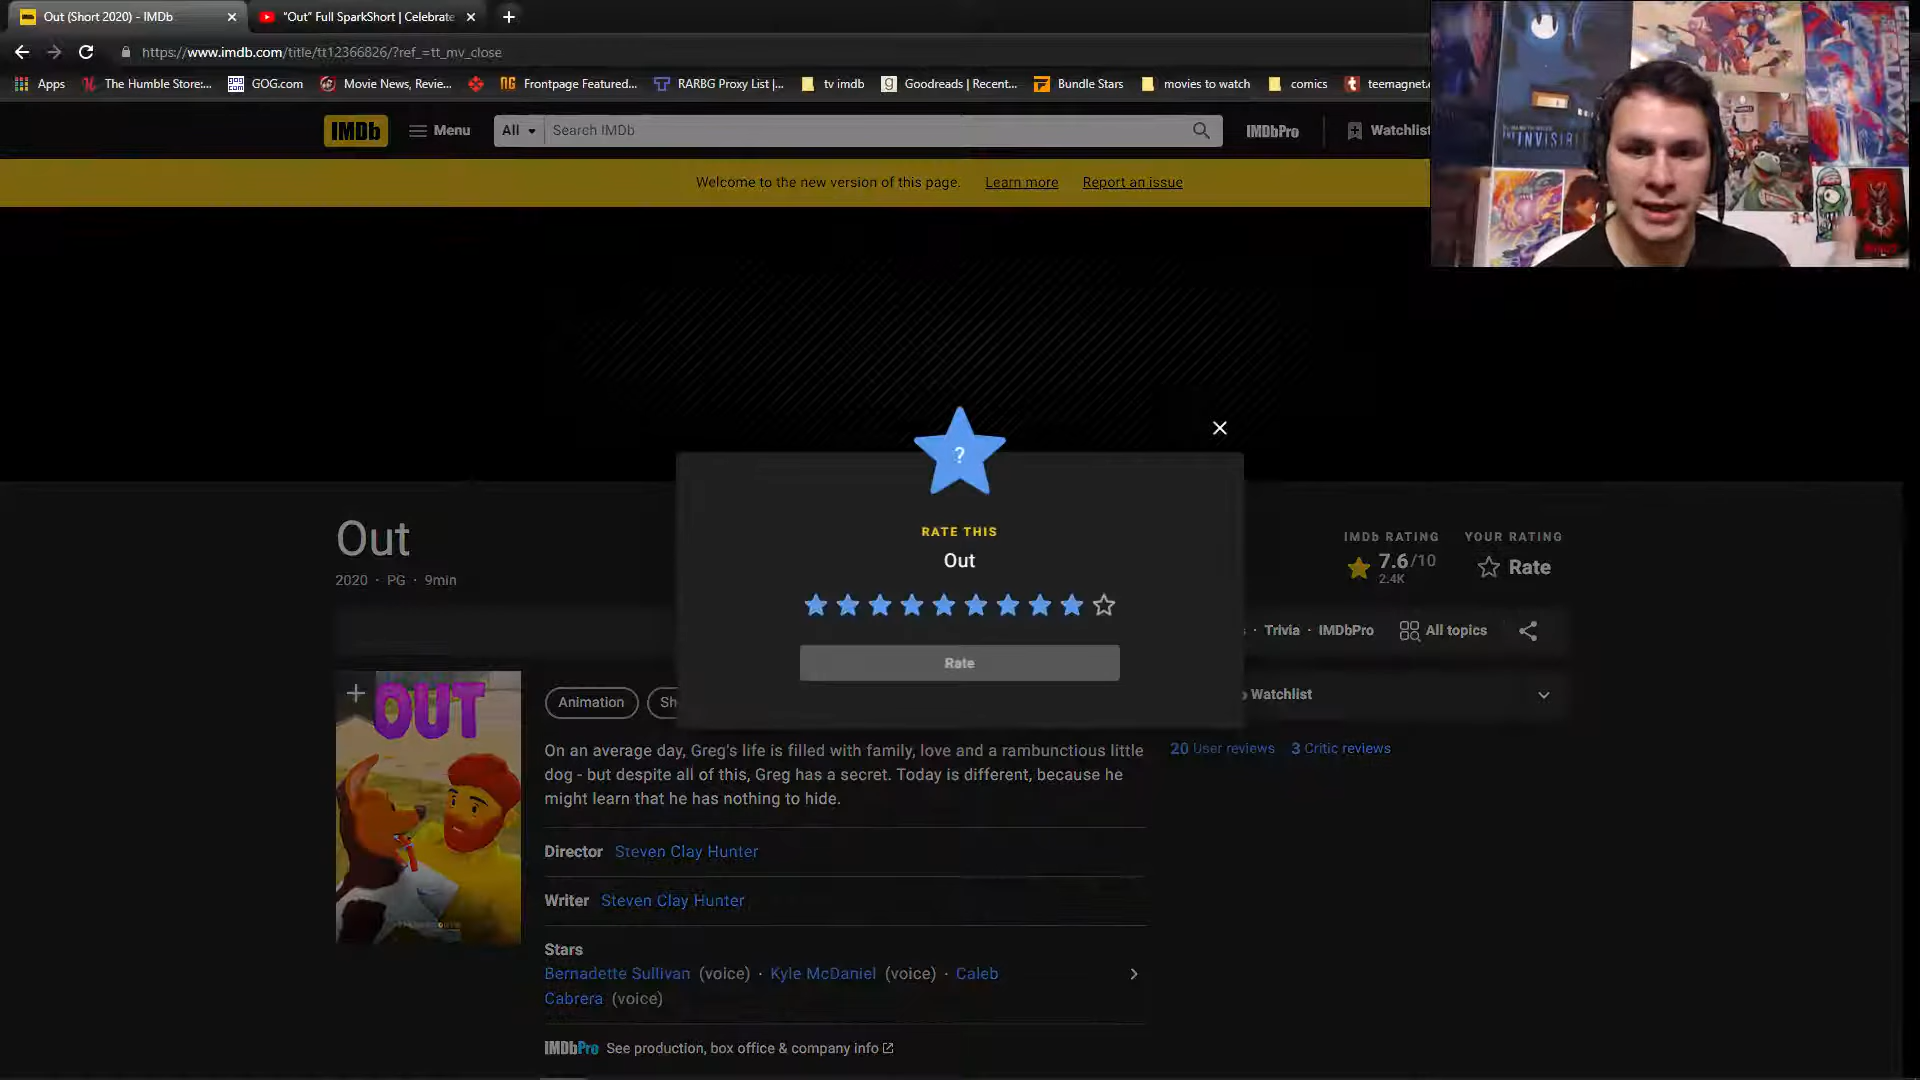 Out (Short 2020) - IMDb
"Out" Full SparkShort | Celebrate
https://www.imdb.com/title/tt12366826/?ref_=tt_mv_close
Apps
The Humble Store:...
GOG.com
Movie News, Revie...
Frontpage Featured...
RARBG Proxy List |...
tv imdb
Goodreads | Recent...
Bundle Stars
movies to watch
comics
teemagnet.
IMDb
Menu
All
Search IMDb
IMDbPro
Watchlist
Welcome to the new version of this page.
Learn more
Report an issue
INVISI
?
RATE THIS
Out
Rate
Out
2020 · PG · 9min
IMDb RATING
7.6/10
2.4K
YOUR RATING
Rate
· Trivia · IMDbPro
All topics
OUT
Animation
Sh
Watchlist
On an average day, Greg's life is filled with family, love and a rambunctious little
dog - but despite all of this, Greg has a secret. Today is different, because he
might learn that he has nothing to hide.
20 User reviews
3 Critic reviews
Director Steven Clay Hunter
Writer Steven Clay Hunter
Stars
Bernadette Sullivan (voice) · Kyle McDaniel (voice) · Caleb
Cabrera (voice)
IMDbPro See production, box office & company info